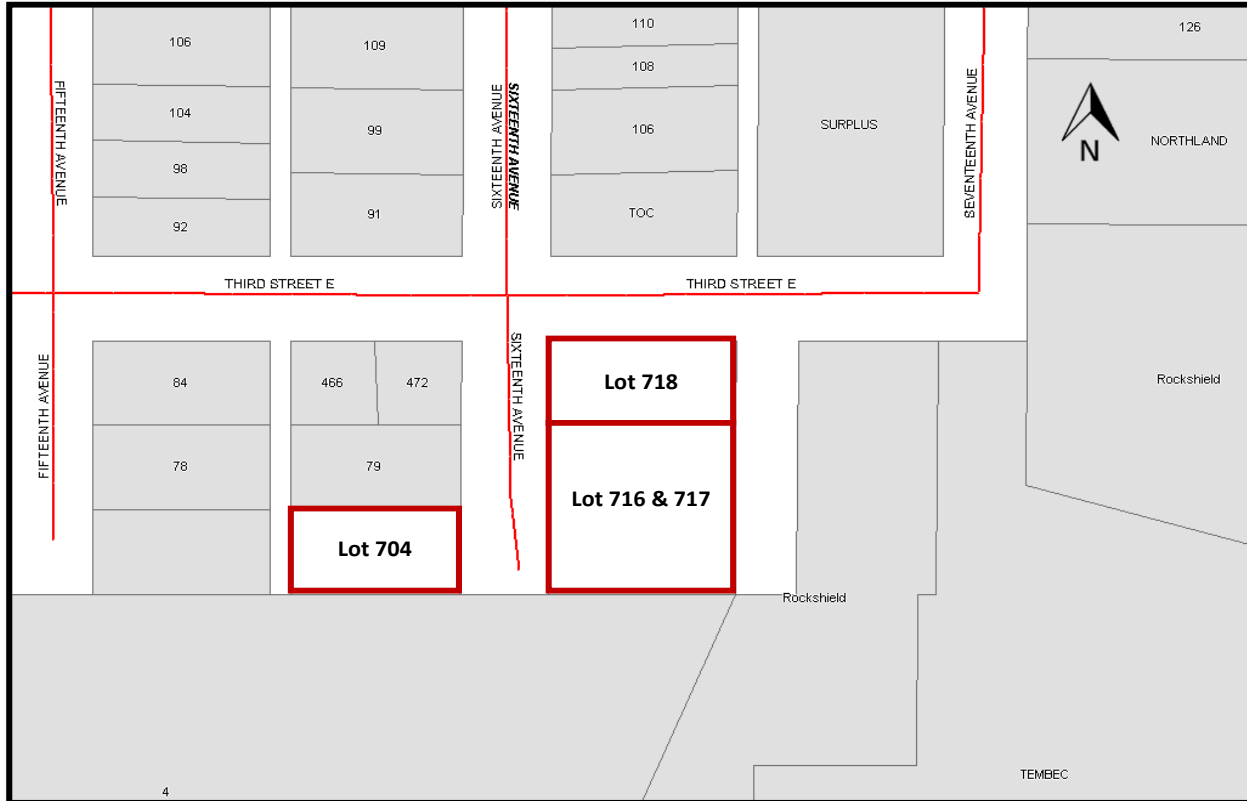 110
106
109
126
108
FIFTEENTH AVENUE
SIXTEENTH AVENUE
SIXTEENTH AVENUE
SEVENTEENTH AVENUE
104
99
106
SURPLUS
NORTHLAND
N
98
92
91
TOC
THIRD STREET E
THIRD STREET E
FIFTEENTH AVENUE
84
466
472
SIXTEENTH AVENUE
Lot 718
Rockshield
78
79
Lot 716 & 717
Lot 704
Rockshield
TEMBEC
4